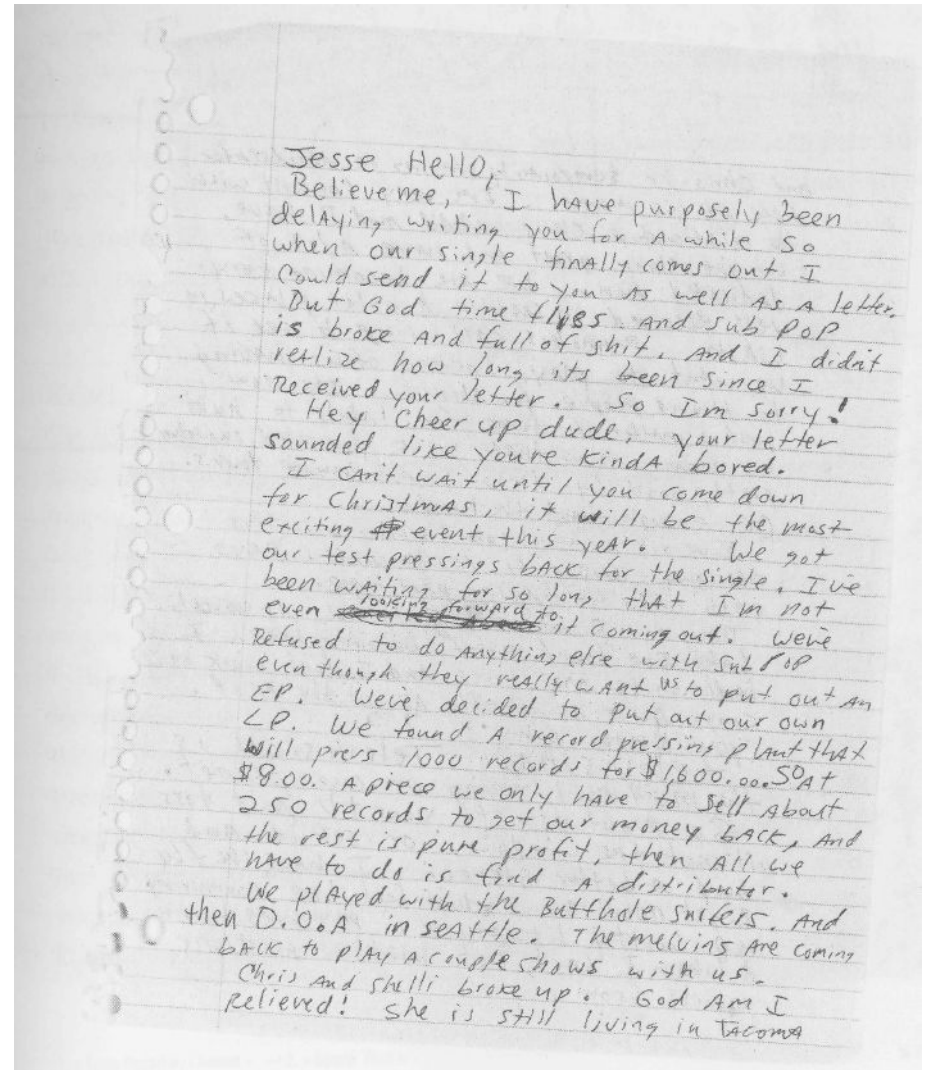 Jesse Hello,
Believe me, I have purposely been
delaying writing you for a while so
when our single finally comes out I
Could send it to you as well as a letter.
But God time flies. And Sub Pop
is broke and full of shit. And I didn't
realize how long its been since I
Received your letter. So Im sorry!
Hey Cheer up dude, your letter
sounded like youre kinda bored.
I can't wait until you come down
for Christmas, it will be the most
exciting event this year. We got
our test pressings back for the single, I've
been waiting for so long that I'm not
even looking forward to it coming out. We've
Refused to do anything else with Sub Pop
even though they really want us to put out an
EP. We've decided to put out our own
LP. We found a record pressing plant that
will press 1000 records for $1,600.00. So at
$8.00. a piece we only have to sell about
250 records to get our money back, and
the rest is pure profit, then all we
have to do is find a distributor.
We played with the Butthole surfers. And
then D.O.A in seattle. The melvins are coming
back to play a couple shows with us.
Chris and Shelli broke up. God Am I
Relieved! She is still living in Tacoma